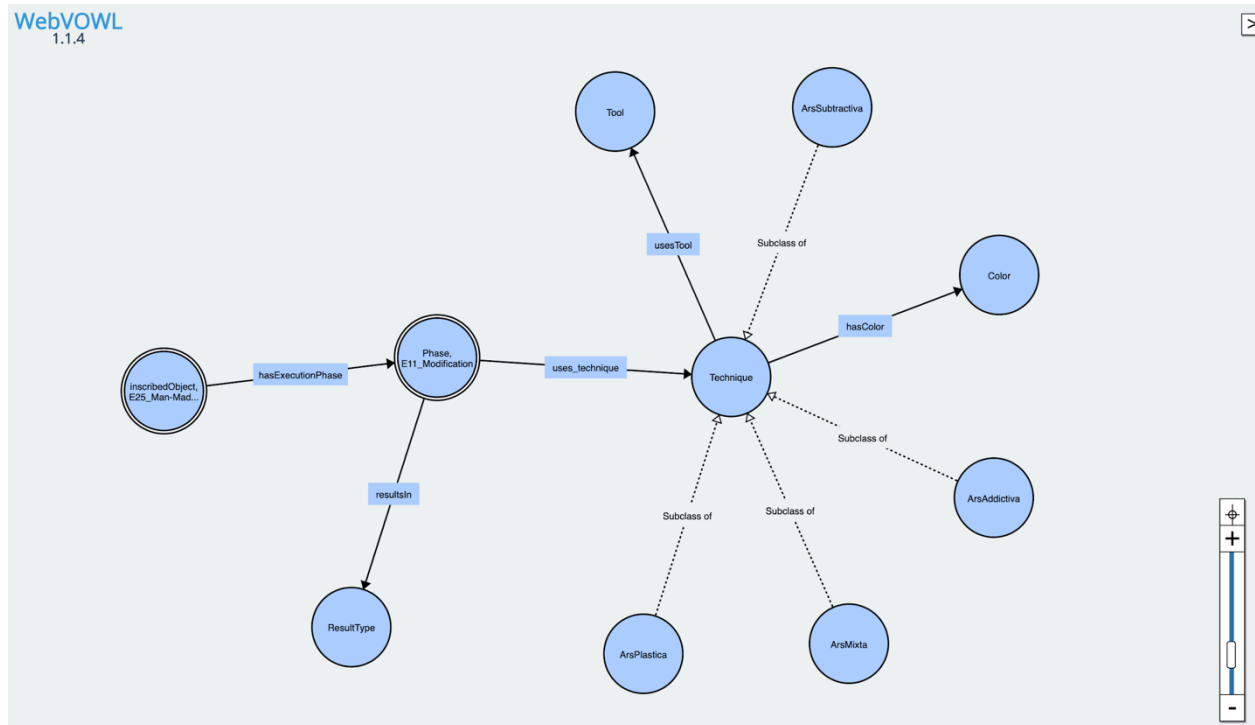 WebVOWL
1.1.4
>
Tool
ArsSubtractiva
usesTool
Subclass of
Color
hasColor
Phase,
E11_Modification
uses_technique
Technique
hasExecutionPhase
inscribedObject,
E25_Man-Mad...
Subclass of
ArsAddictiva
resultsIn
Subclass of
Subclass of
ResultType
ArsPlastica
ArsMixta
+
-